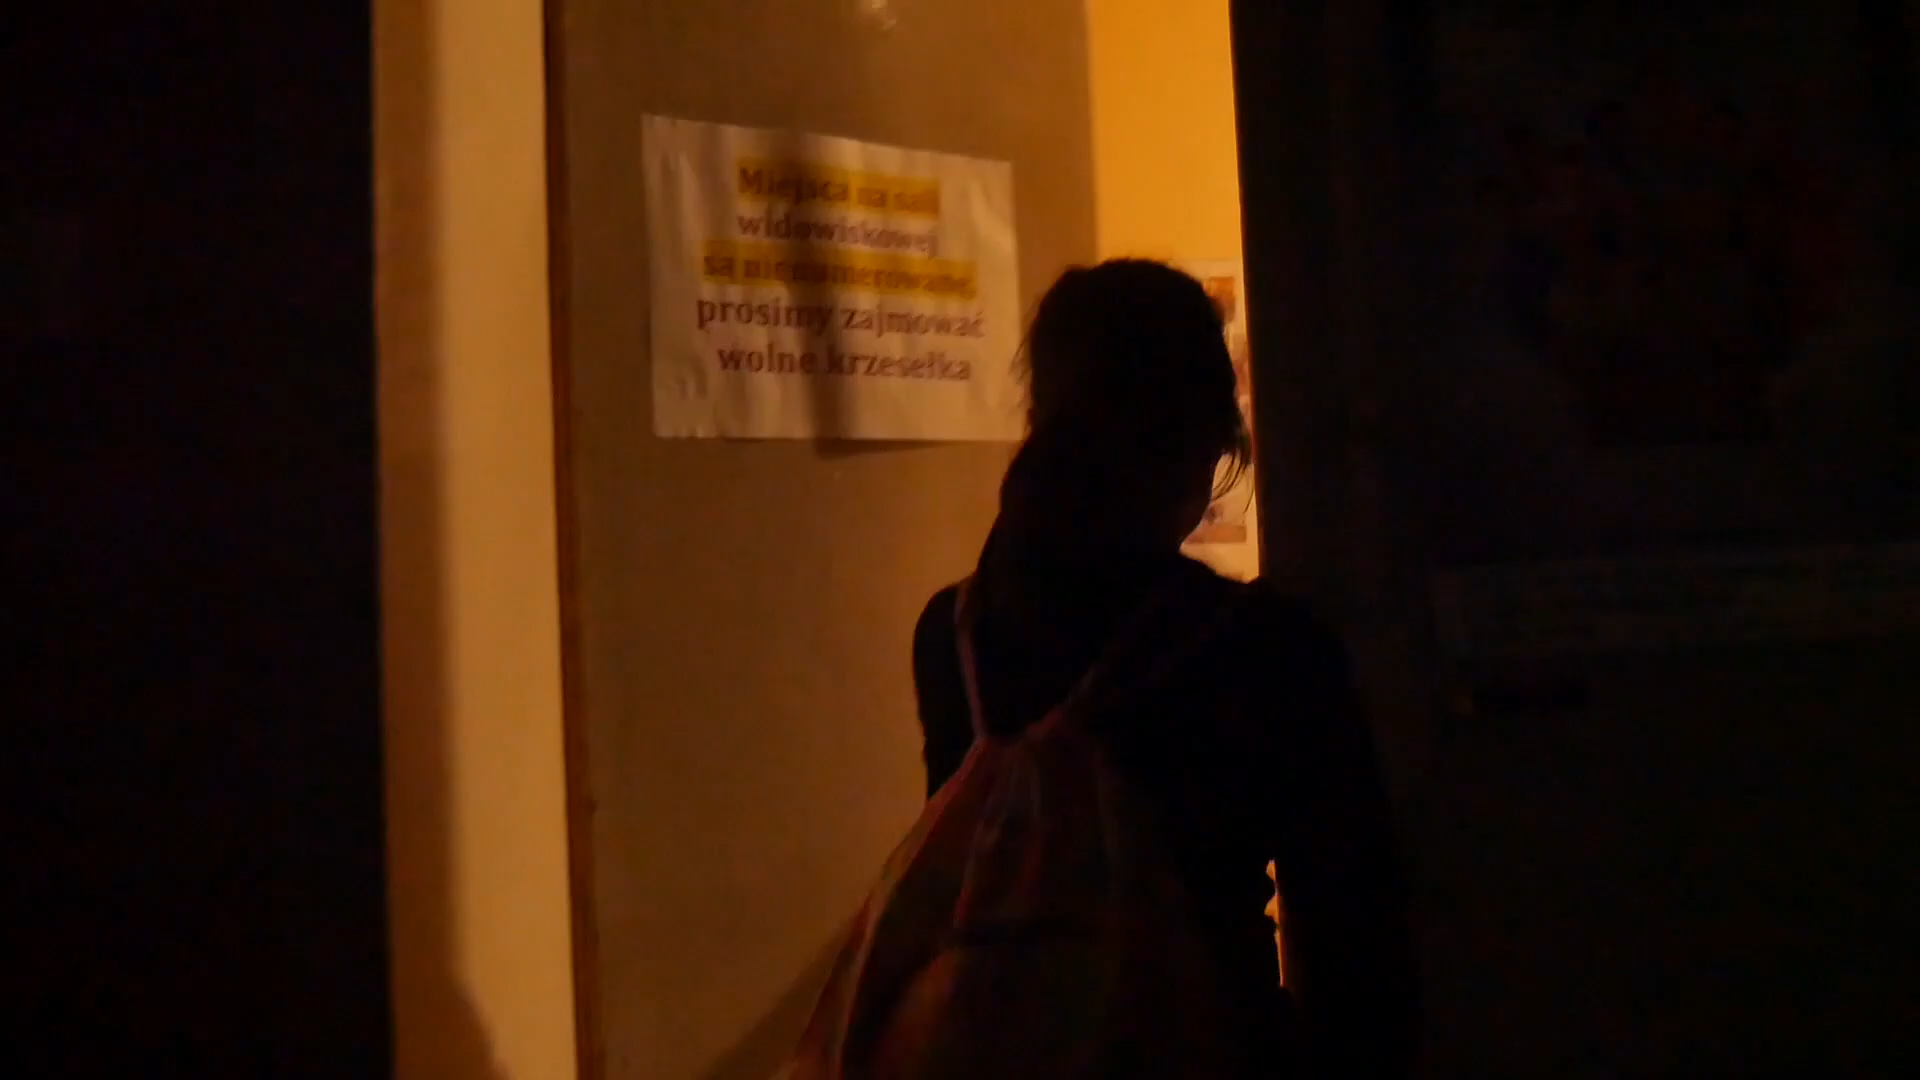 Miejsca na sali
widowiskowej
są nienumerowane,
prosimy zajmować
wolne krzesełka